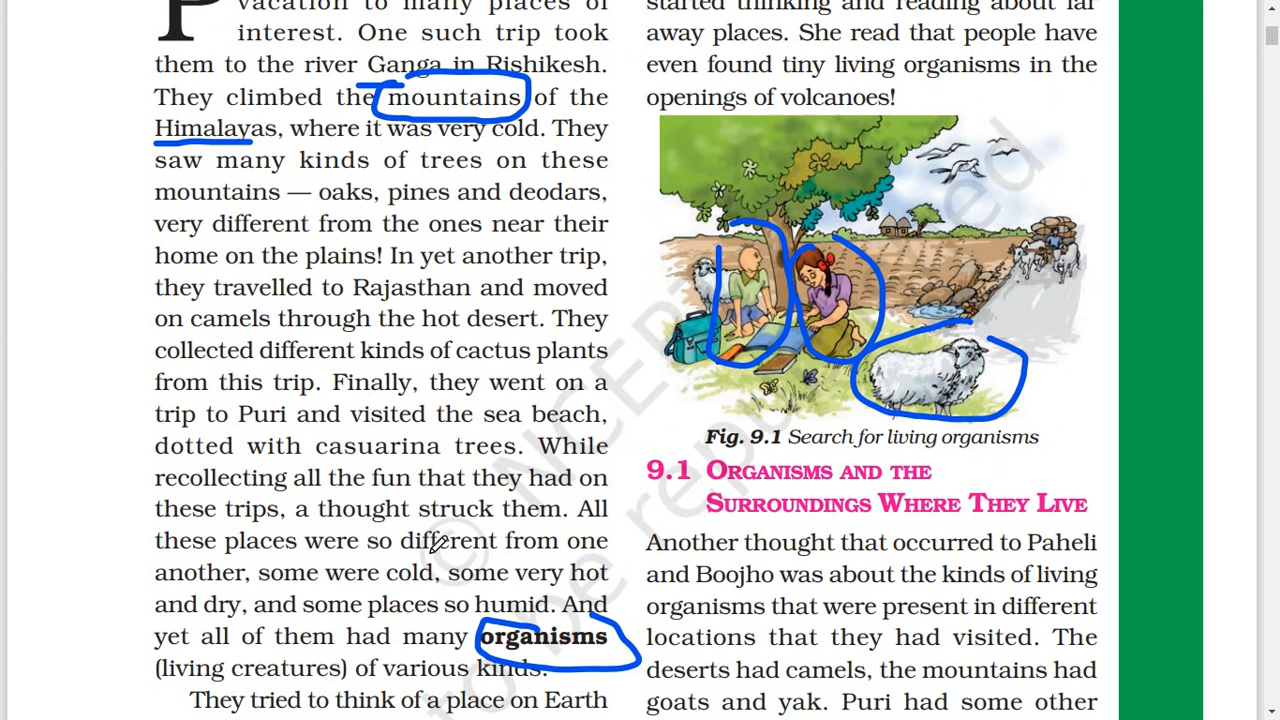 P vacation to many places of
interest. One such trip took
them to the river Ganga in Rishikesh.
They climbed the mountains of the
Himalayas, where it was very cold. They
saw many kinds of trees on these
mountains — oaks, pines and deodars,
very different from the ones near their
home on the plains! In yet another trip,
they travelled to Rajasthan and moved
on camels through the hot desert. They
collected different kinds of cactus plants
from this trip. Finally, they went on a
trip to Puri and visited the sea beach,
dotted with casuarina trees. While
recollecting all the fun that they had on
these trips, a thought struck them. All
these places were so different from one
another, some were cold, some very hot
and dry, and some places so humid. And
yet all of them had many organisms
(living creatures) of various kinds.
They tried to think of a place on Earth
started thinking and reading about far
away places. She read that people have
even found tiny living organisms in the
openings of volcanoes!
Fig. 9.1 Search for living organisms
9.1 ORGANISMS AND THE
SURROUNDINGS WHERE THEY LIVE
Another thought that occurred to Paheli
and Boojho was about the kinds of living
organisms that were present in different
locations that they had visited. The
deserts had camels, the mountains had
goats and yak. Puri had some other
© NCERT